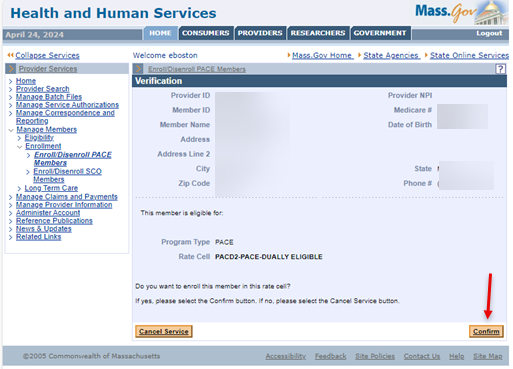 Health and Human Services
Mass.Gov
April 24, 2024
HOME CONSUMERS PROVIDERS RESEARCHERS GOVERNMENT
Logout
Collapse Services
Welcome eboston
Mass.Gov Home State Agencies State Online Services
Provider Services
Home
Provider Search
Manage Batch Files
Manage Service Authorizations
Manage Correspondence and
Reporting
Manage Members
Eligibility
Enrollment
Enroll/Disenroll PACE
Members
Enroll/Disenroll SCO
Members
Long Term Care
Manage Claims and Payments
Manage Provider Information
Administer Account
Reference Publications
News & Updates
Related Links
Enroll/Disenroll PACE Members
?
Verification
Provider ID Provider NPI
Member ID Medicare #
Member Name Date of Birth
Address
Address Line 2
City State
Zip Code Phone # (
This member is eligible for:
Program Type PACE
Rate Cell PACD2-PACE-DUALLY ELIGIBLE
Do you want to enroll this member in this rate cell?
If yes, please select the Confirm button. If no, please select the Cancel Service button.
Cancel Service Confirm
©2005 Commonwealth of Massachusetts
Accessibility Feedback Site Policies Contact Us Help Site Map